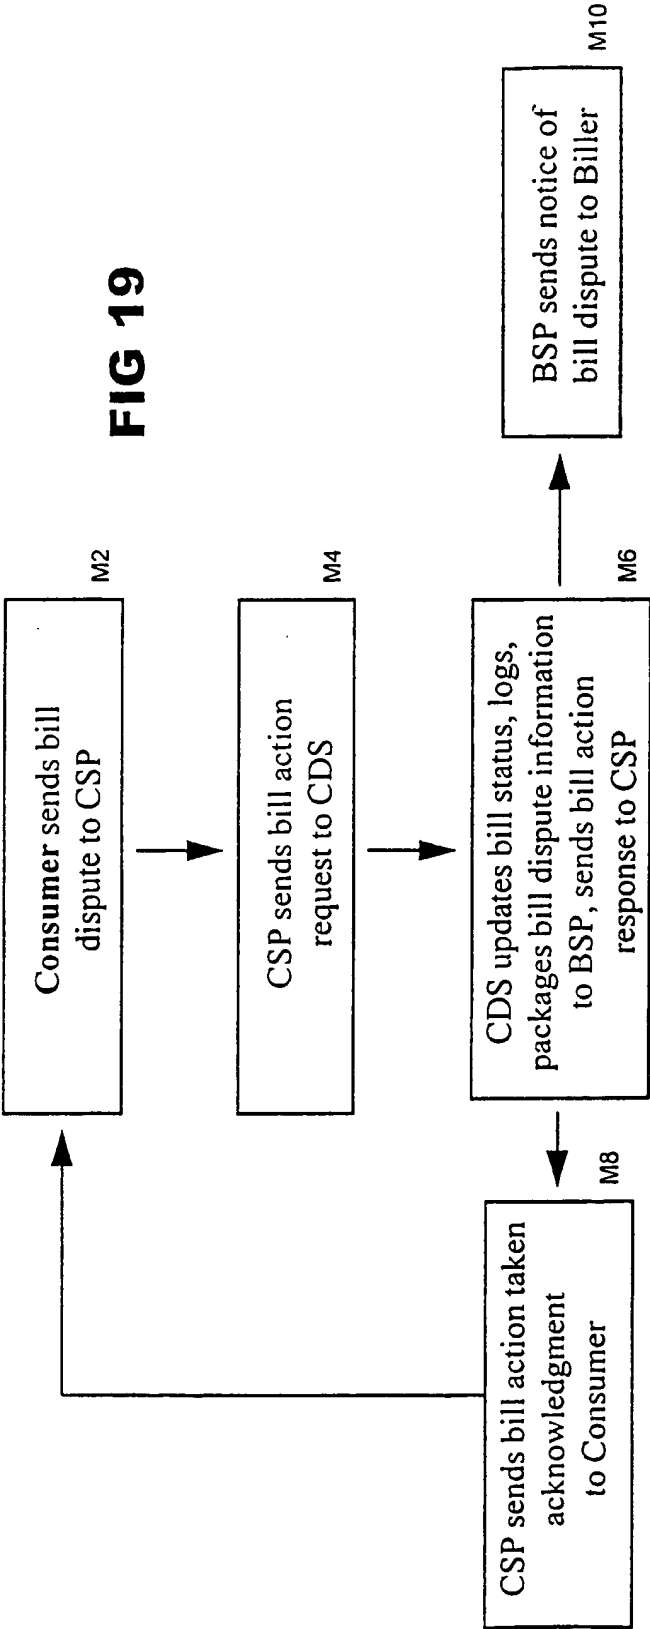 FIG 19
Consumer sends bill
dispute to CSP
M2
CSP sends bill action
request to CDS
M4
CDS updates bill status, logs,
packages bill dispute information
to BSP, sends bill action
response to CSP
M6
CSP sends bill action taken
acknowledgment
to Consumer
M8
BSP sends notice of
bill dispute to Biller
M10